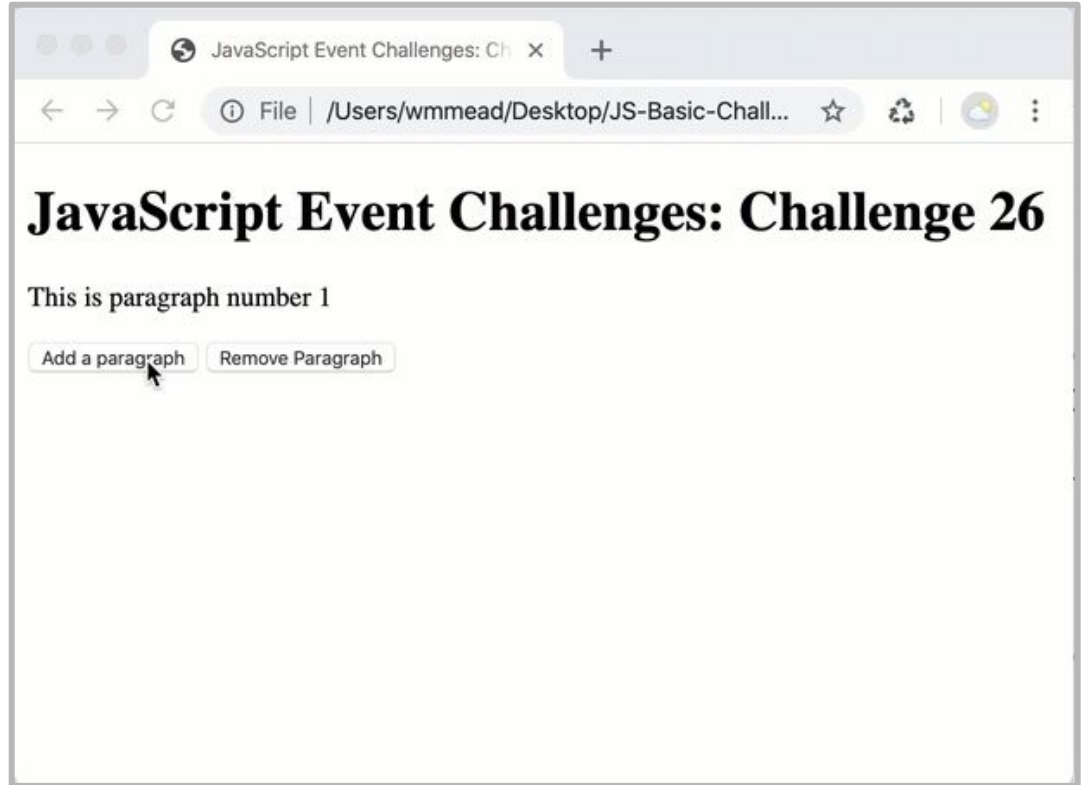 JavaScript Event Challenges: Ch
File | /Users/wmmead/Desktop/JS-Basic-Chall...
JavaScript Event Challenges: Challenge 26
This is paragraph number 1
Add a paragraph Remove Paragraph